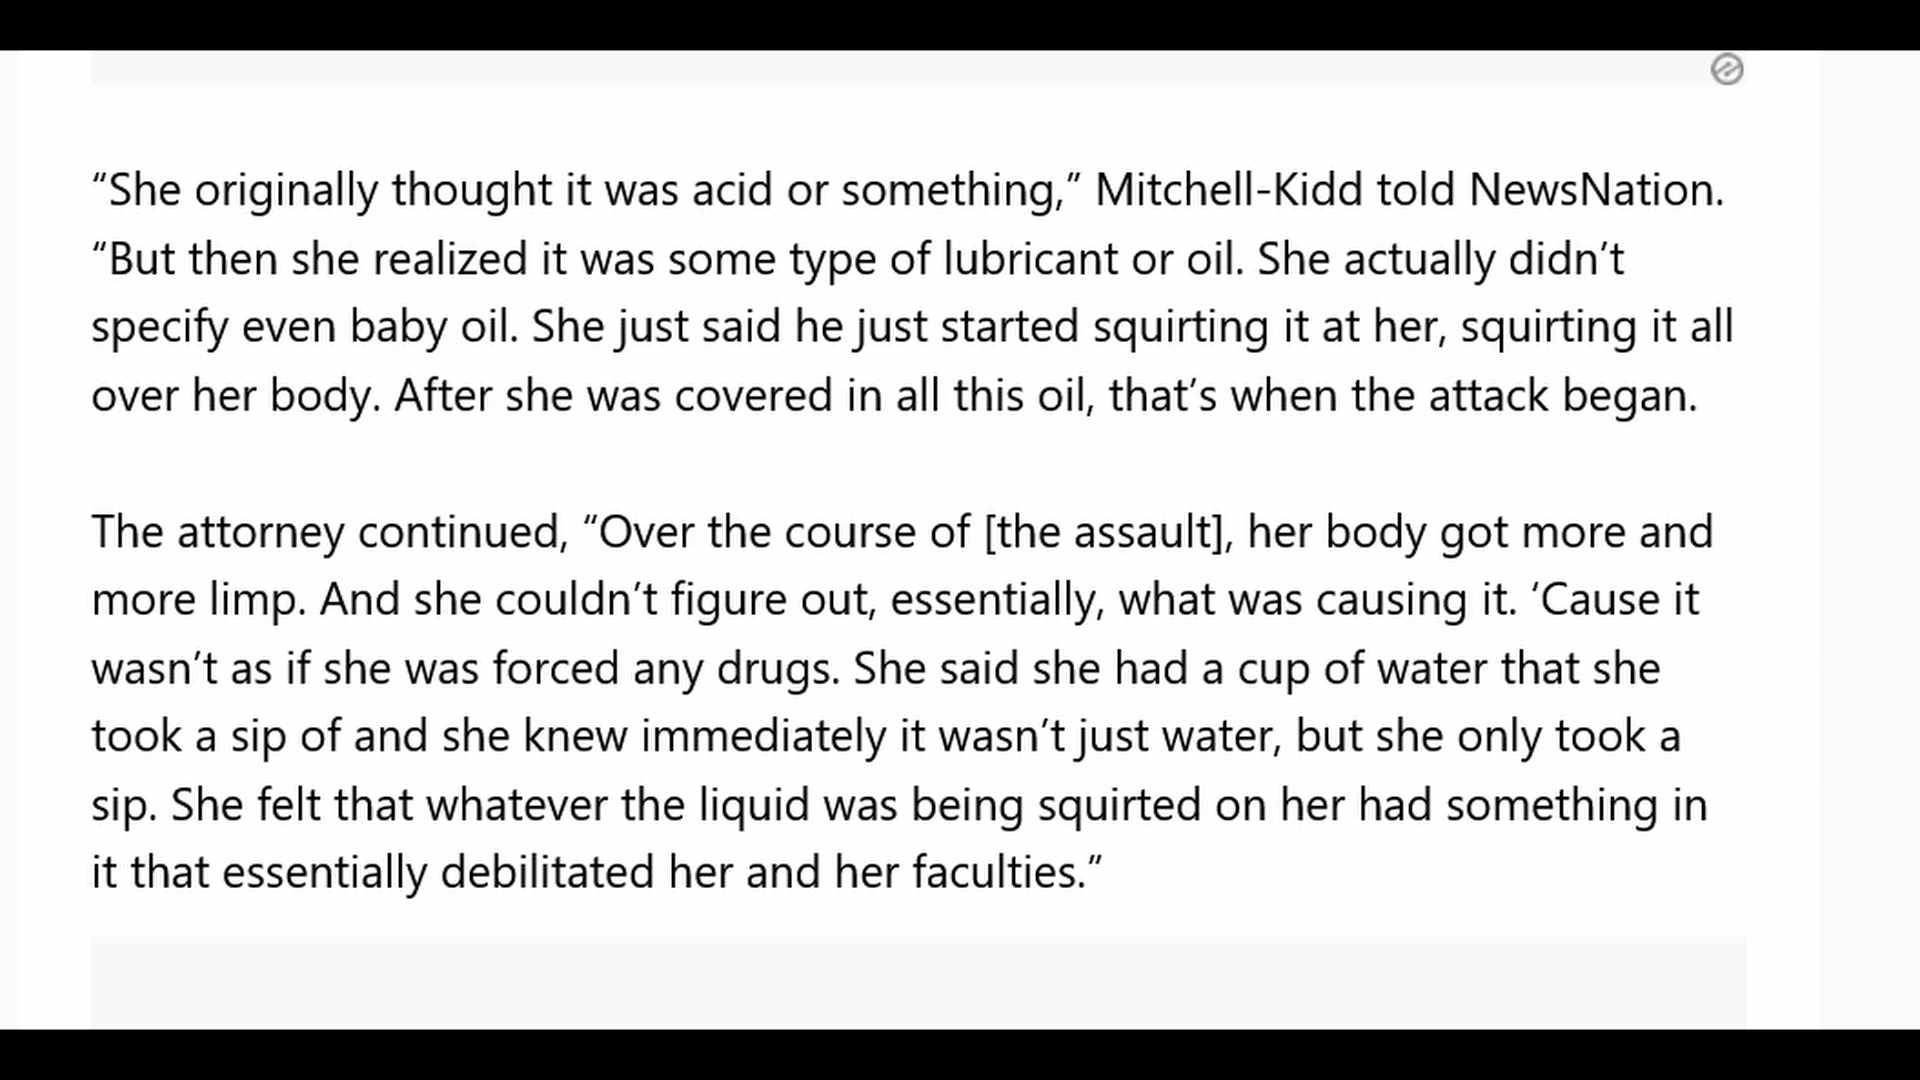 “She originally thought it was acid or something,” Mitchell-Kidd told NewsNation.
“But then she realized it was some type of lubricant or oil. She actually didn’t
specify even baby oil. She just said he just started squirting it at her, squirting it all
over her body. After she was covered in all this oil, that’s when the attack began.
The attorney continued, “Over the course of [the assault], her body got more and
more limp. And she couldn’t figure out, essentially, what was causing it. ‘Cause it
wasn’t as if she was forced any drugs. She said she had a cup of water that she
took a sip of and she knew immediately it wasn’t just water, but she only took a
sip. She felt that whatever the liquid was being squirted on her had something in
it that essentially debilitated her and her faculties.”